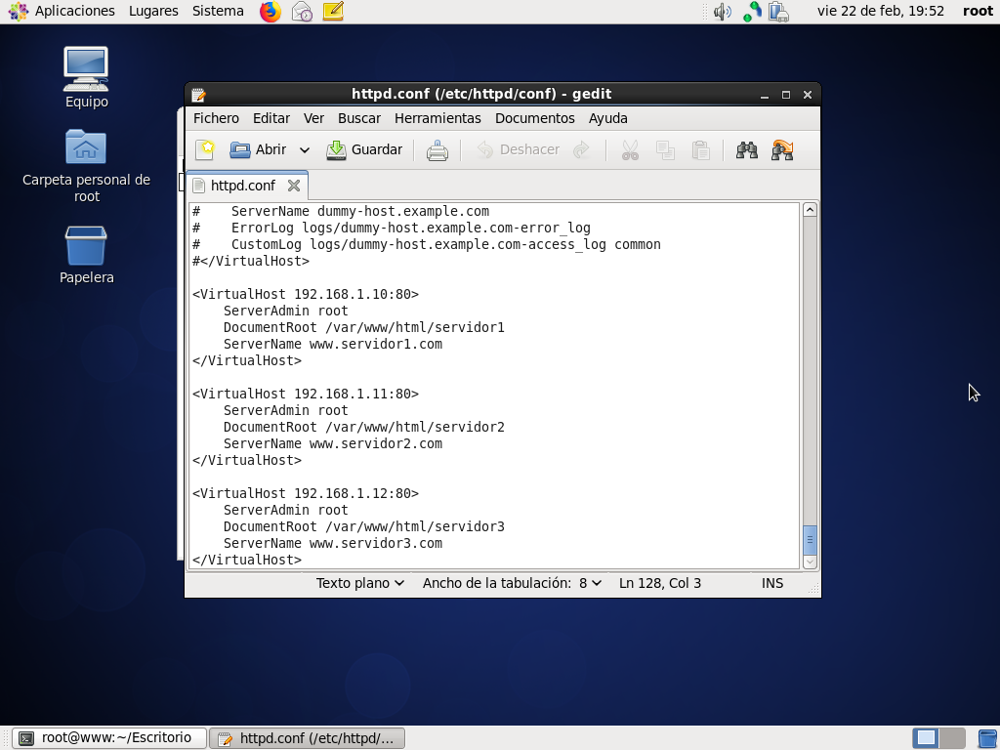 Aplicaciones Lugares Sistema vie 22 de feb, 19:52 root
Equipo
Carpeta personal de
root
Papelera
httpd.conf (/etc/httpd/conf) - gedit
Fichero Editar Ver Buscar Herramientas Documentos Ayuda
Abrir Guardar Deshacer
httpd.conf
#    ServerName dummy-host.example.com
#    ErrorLog logs/dummy-host.example.com-error_log
#    CustomLog logs/dummy-host.example.com-access_log common
#</VirtualHost>
<VirtualHost 192.168.1.10:80>
    ServerAdmin root
    DocumentRoot /var/www/html/servidor1
    ServerName www.servidor1.com
</VirtualHost>
<VirtualHost 192.168.1.11:80>
    ServerAdmin root
    DocumentRoot /var/www/html/servidor2
    ServerName www.servidor2.com
</VirtualHost>
<VirtualHost 192.168.1.12:80>
    ServerAdmin root
    DocumentRoot /var/www/html/servidor3
    ServerName www.servidor3.com
</VirtualHost>
Texto plano Ancho de la tabulación: 8 Ln 128, Col 3 INS
root@www:~/Escritorio httpd.conf (/etc/httpd/...